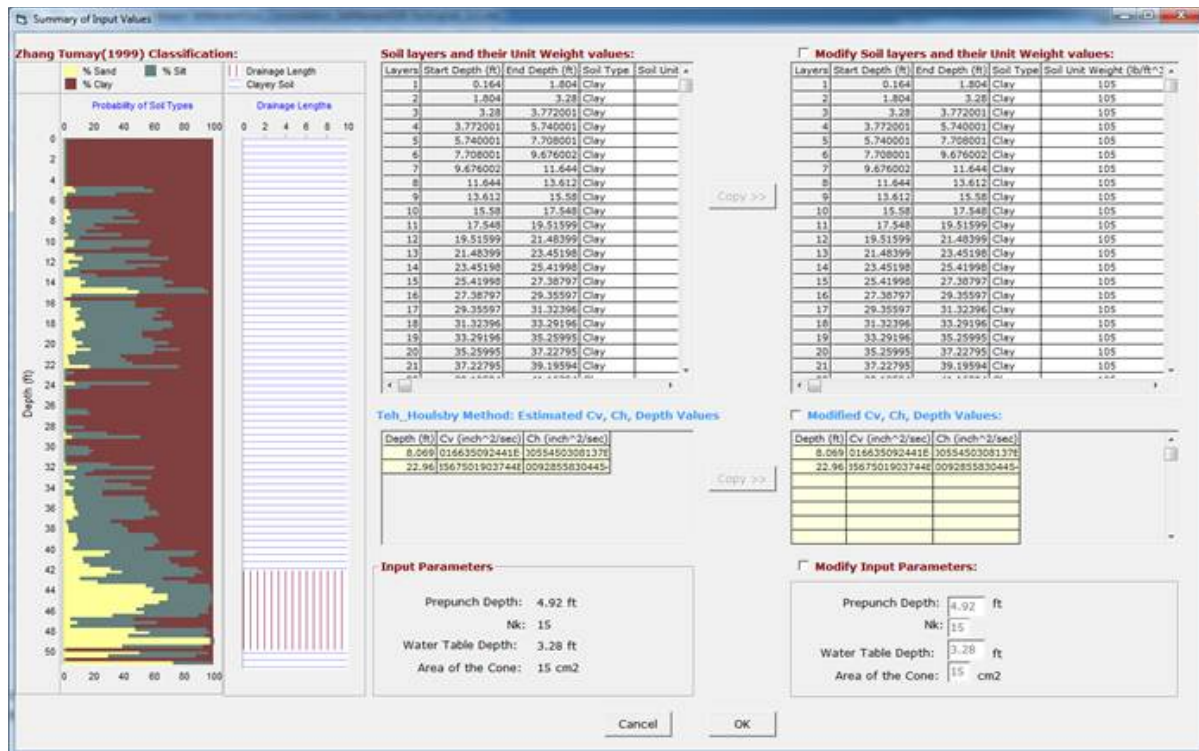 Summary of Input Values
Zhang Tumay(1999) Classification:
% Sand % Silt
% Clay
Drainage Length
Clayey Soil
Probability of Soil Types
Drainage Lengths
0 20 40 60 80 100
0 2 4 6 8 10
Depth (ft)
0
2
4
6
8
10
12
14
16
18
20
22
24
26
28
30
32
34
36
38
40
42
44
46
48
50
0 20 40 60 80 100
Soil layers and their Unit Weight values:
Layers Start Depth (ft) End Depth (ft) Soil Type Soil Unit
1 0.164 1.804 Clay
2 1.804 3.28 Clay
3 3.28 3.772001 Clay
4 3.772001 5.740001 Clay
5 5.740001 7.708001 Clay
6 7.708001 9.676002 Clay
7 9.676002 11.644 Clay
8 11.644 13.612 Clay
9 13.612 15.58 Clay
10 15.58 17.548 Clay
11 17.548 19.51599 Clay
12 19.51599 21.48399 Clay
13 21.48399 23.45198 Clay
14 23.45198 25.41998 Clay
15 25.41998 27.38797 Clay
16 27.38797 29.35597 Clay
17 29.35597 31.32396 Clay
18 31.32396 33.29196 Clay
19 33.29196 35.25995 Clay
20 35.25995 37.22795 Clay
21 37.22795 39.19594 Clay
Copy >>
Modify Soil layers and their Unit Weight values:
Layers Start Depth (ft) End Depth (ft) Soil Type Soil Unit Weight (lb/ft^3
1 0.164 1.804 Clay 105
2 1.804 3.28 Clay 105
3 3.28 3.772001 Clay 105
4 3.772001 5.740001 Clay 105
5 5.740001 7.708001 Clay 105
6 7.708001 9.676002 Clay 105
7 9.676002 11.644 Clay 105
8 11.644 13.612 Clay 105
9 13.612 15.58 Clay 105
10 15.58 17.548 Clay 105
11 17.548 19.51599 Clay 105
12 19.51599 21.48399 Clay 105
13 21.48399 23.45198 Clay 105
14 23.45198 25.41998 Clay 105
15 25.41998 27.38797 Clay 105
16 27.38797 29.35597 Clay 105
17 29.35597 31.32396 Clay 105
18 31.32396 33.29196 Clay 105
19 33.29196 35.25995 Clay 105
20 35.25995 37.22795 Clay 105
21 37.22795 39.19594 Clay 105
Teh_Houlsby Method: Estimated Cv, Ch, Depth Values
Depth (ft) Cv (inch^2/sec) Ch (inch^2/sec)
8.069 016635092441E
22.96
Copy >>
Modified Cv, Ch, Depth Values:
Depth (ft) Cv (inch^2/sec) Ch (inch^2/sec)
8.069 016635092441E
22.96
Input Parameters
Prepunch Depth: 4.92 ft
Nk: 15
Water Table Depth: 3.28 ft
Area of the Cone: 15 cm2
Modify Input Parameters:
Prepunch Depth: 4.92 ft
Nk: 15
Water Table Depth: 3.28 ft
Area of the Cone: 15 cm2
Cancel OK